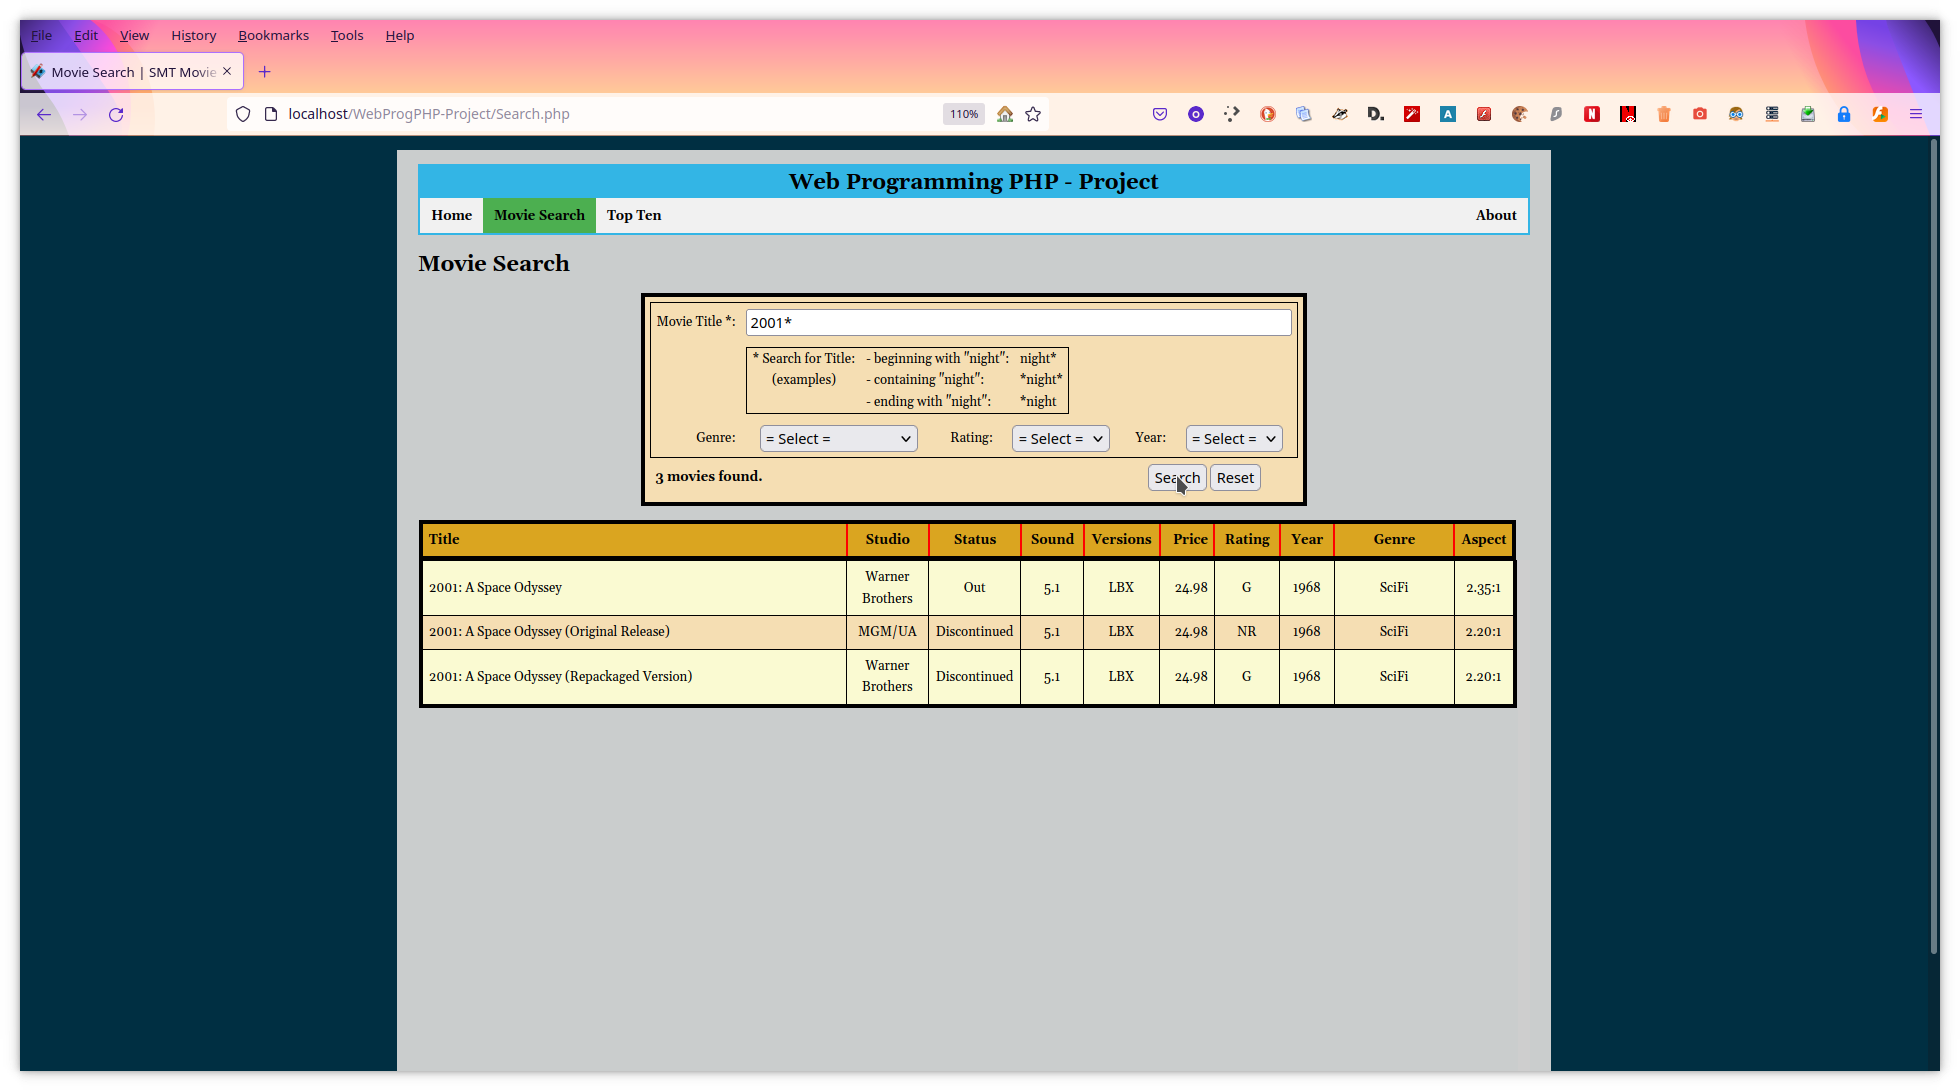 File Edit View History Bookmarks Tools Help
Movie Search | SMT Movie
localhost/WebProgPHP-Project/Search.php 110%
Web Programming PHP - Project
Home Movie Search Top Ten About
Movie Search
Movie Title *: 2001*
* Search for Title: - beginning with "night": night*
(examples) - containing "night": *night*
- ending with "night": *night
Genre: = Select = Rating: = Select = Year: = Select =
3 movies found. Search Reset
Title Studio Status Sound Versions Price Rating Year Genre Aspect
2001: A Space Odyssey Warner Brothers Out 5.1 LBX 24.98 G 1968 SciFi 2.35:1
2001: A Space Odyssey (Original Release) MGM/UA Discontinued 5.1 LBX 24.98 NR 1968 SciFi 2.20:1
2001: A Space Odyssey (Repackaged Version) Warner Brothers Discontinued 5.1 LBX 24.98 G 1968 SciFi 2.20:1